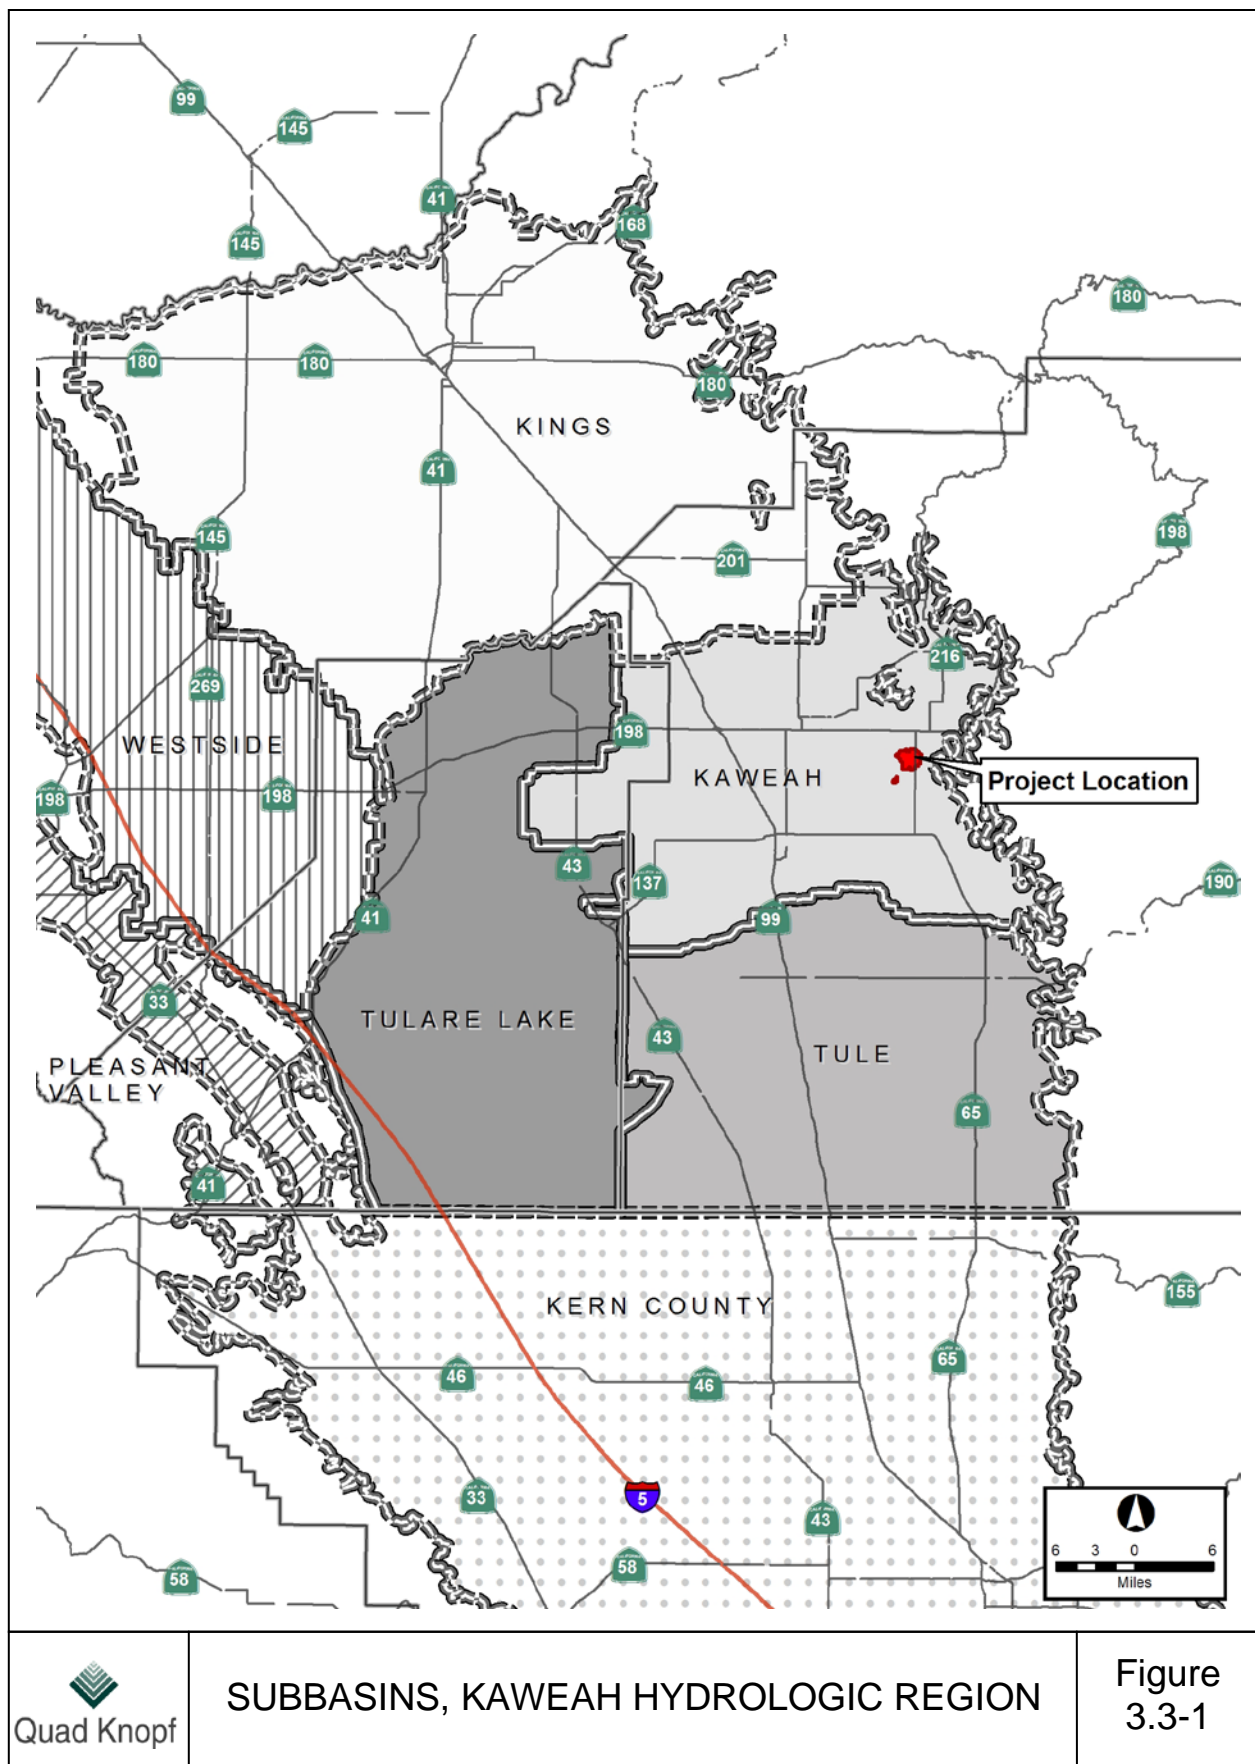 99
145
41
168
145
180
180
180
180
KINGS
41
145
201
198
216
269
198
WESTSIDE
KAWEAH
Project Location
198
198
43
137
190
41
99
33
TULARE LAKE
43
TULE
PLEASANT
VALLEY
65
41
155
KERN COUNTY
65
46
46
33
5
43
58
58
6 3 0 6
Miles
Quad Knopf
SUBBASINS, KAWEAH HYDROLOGIC REGION
Figure
3.3-1